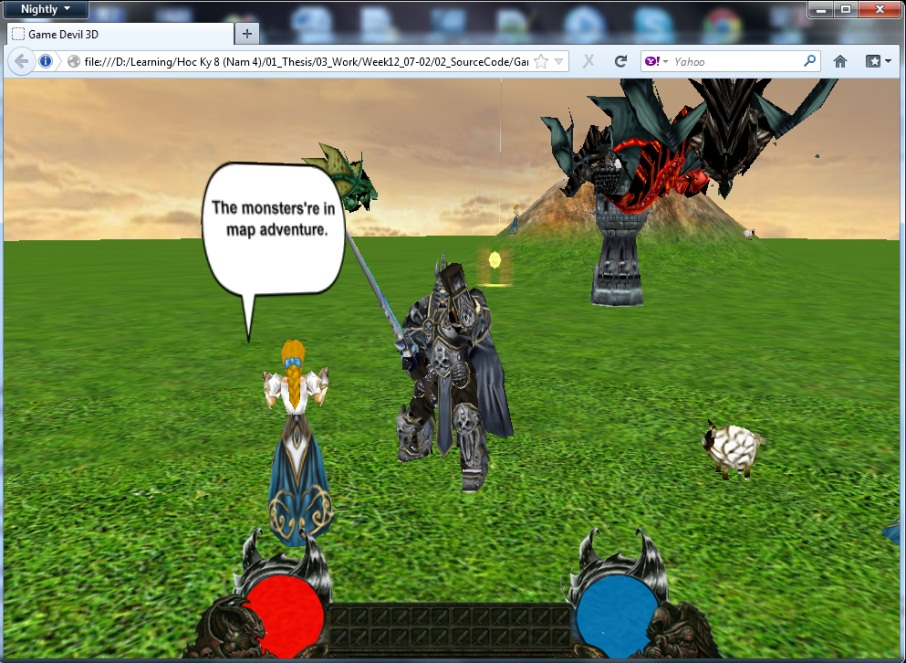 Nightly
Game Devil 3D
file:///D:/Learning/Hoc Ky 8 (Nam 4)/01_Thesis/03_Work/Week12_07-02/02_SourceCode/Gar
Yahoo
The monsters're in
map adventure.